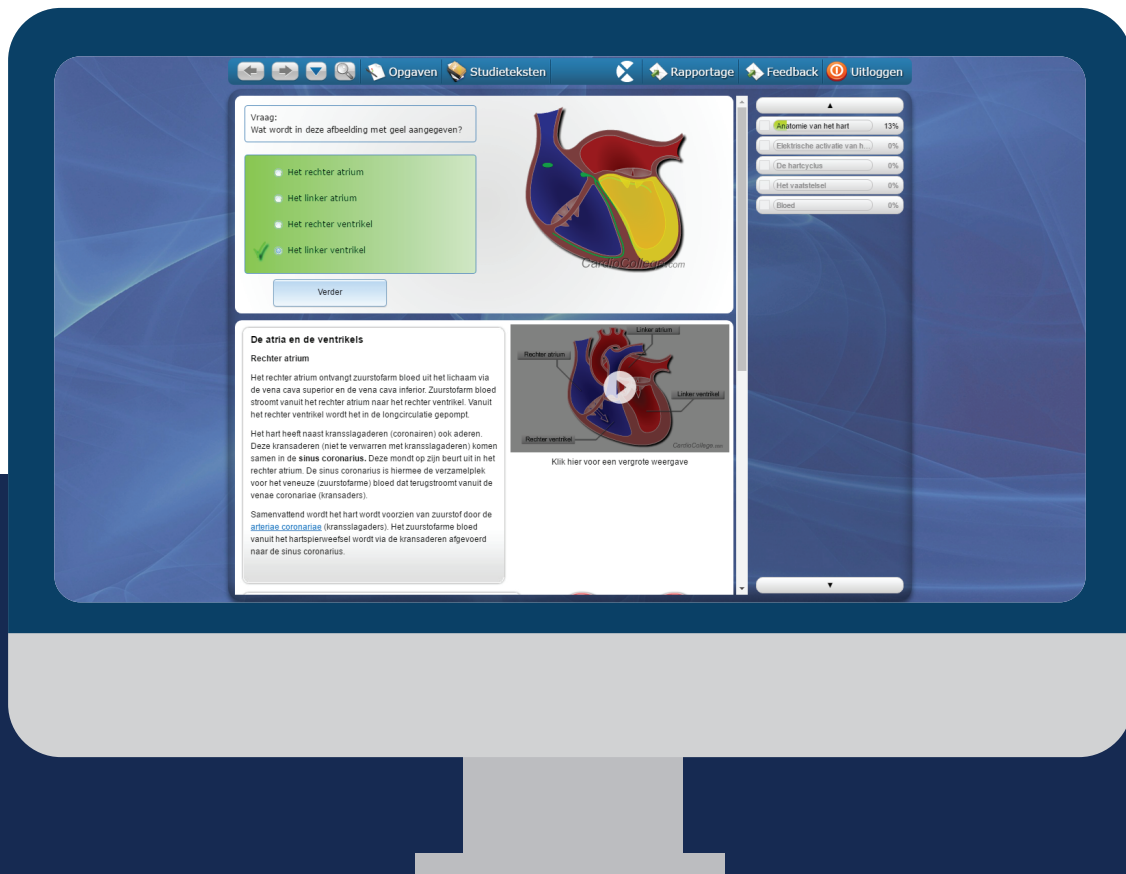 Opgaven
Studieteksten
Rapportage
Feedback
Uitloggen
Vraag:
Wat wordt in deze afbeelding met geel aangegeven?
Het rechter atrium
Het linker atrium
Het rechter ventrikel
Het linker ventrikel
Verder
CardioCollege.com
Anatomie van het hart 13%
Elektrische activatie van h... 0%
De hartcyclus 0%
Het vaatstelsel 0%
Bloed 0%
De atria en de ventrikels
Rechter atrium
Het rechter atrium ontvangt zuurstofarm bloed uit het lichaam via
de vena cava superior en de vena cava inferior. Zuurstofarm bloed
stroomt vanuit het rechter atrium naar het rechter ventrikel. Vanuit
het rechter ventrikel wordt het in de longcirculatie gepompt.
Het hart heeft naast kransslagaderen (coronairen) ook aderen.
Deze kransaderen (niet te verwarren met kransslagaderen) komen
samen in de sinus coronarius. Deze mondt op zijn beurt uit in het
rechter atrium. De sinus coronarius is hiermee de verzamelplek
voor het veneuze (zuurstofarme) bloed dat terugstroomt vanuit de
venae coronariae (kransaders).
Samenvattend wordt het hart wordt voorzien van zuurstof door de
arteriae coronariae (kransslagaders). Het zuurstofarme bloed
vanuit het hartspierweefsel wordt via de kransaderen afgevoerd
naar de sinus coronarius.
Linker atrium
Rechter atrium
Linker ventrikel
Rechter ventrikel
CardioCollege.com
Klik hier voor een vergrote weergave